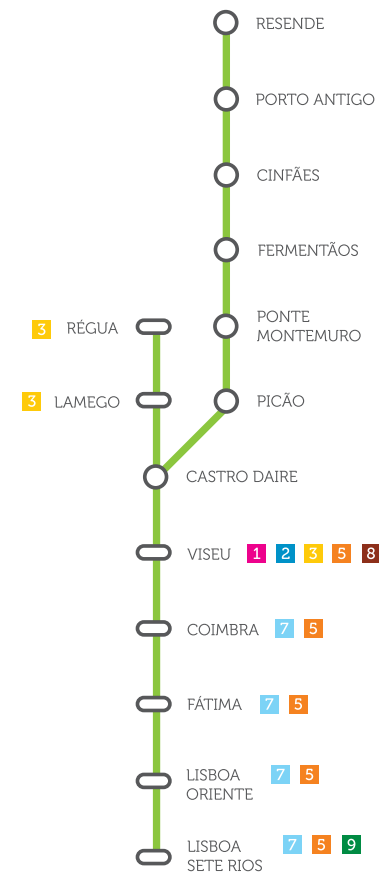 RESENDE
PORTO ANTIGO
CINFÃES
FERMENTÃOS
PONTE
MONTEMURO
3 RÉGUA
3 LAMEGO
PICÃO
CASTRO DAIRE
VISEU 1 2 3 5 8
COIMBRA 7 5
FÁTIMA 7 5
LISBOA 7 5
ORIENTE
LISBOA 7 5 9
SETE RIOS